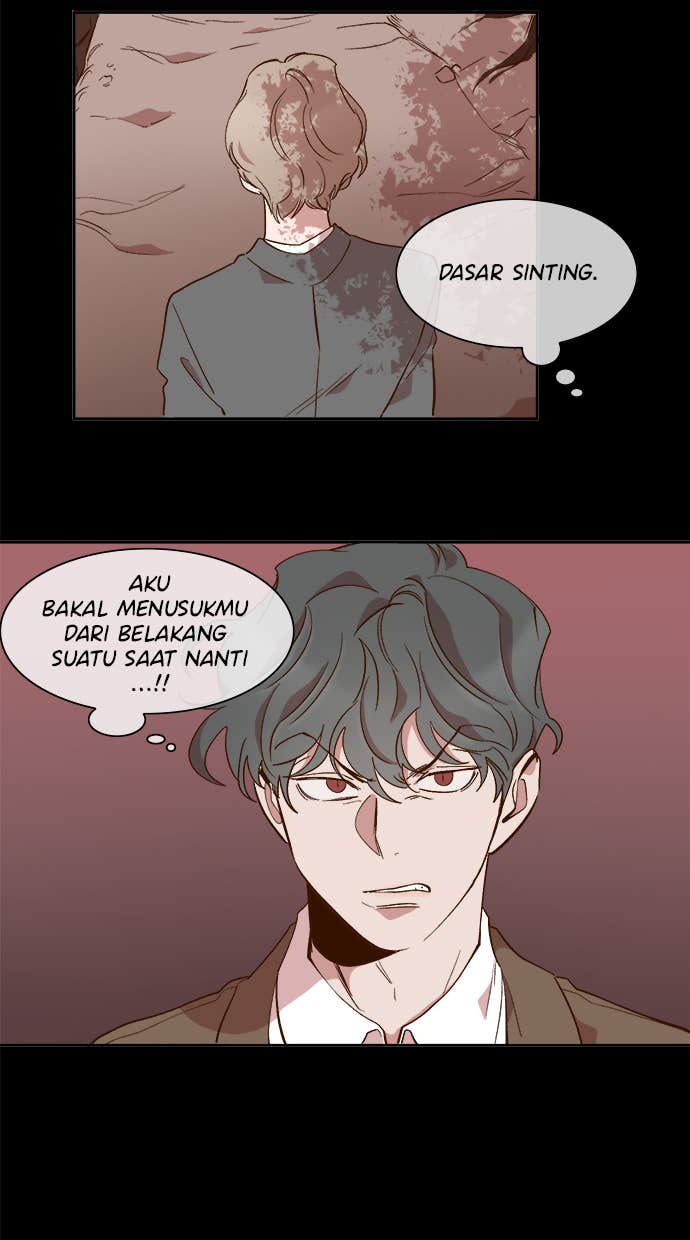 DASAR SINTING.
AKU
BAKAL MENUSUKMU
DARI BELAKANG
SUATU SAAT NANTI
...!!